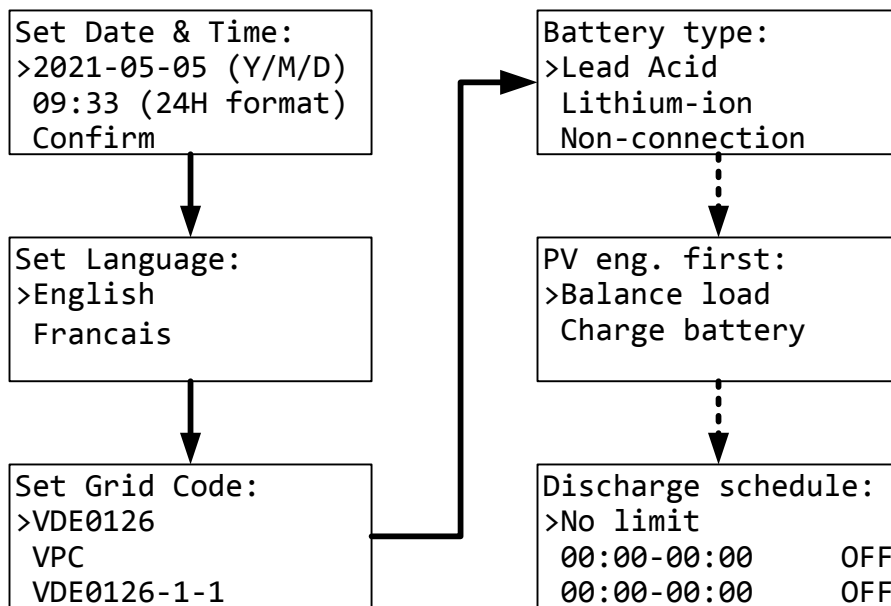 Set Date & Time:
>2021-05-05 (Y/M/D)
09:33 (24H format)
Confirm
Set Language:
>English
Francais
Set Grid Code:
>VDE0126
VPC
VDE0126-1-1
Battery type:
>Lead Acid
Lithium-ion
Non-connection
PV eng. first:
>Balance load
Charge battery
Discharge schedule:
>No limit
00:00-00:00 OFF
00:00-00:00 OFF